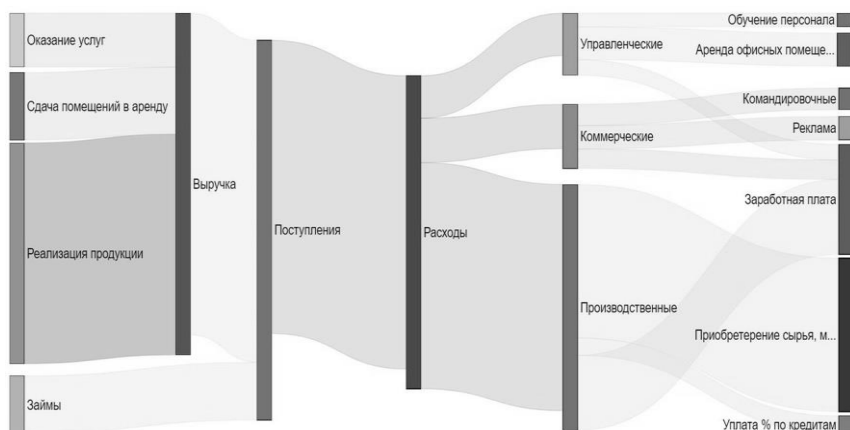 Оказание услуг
Сдача помещений в аренду
Реализация продукции
Займы
Выручка
Поступления
Расходы
Управленческие
Коммерческие
Производственные
Обучение персонала
Аренда офисных помеще...
Командировочные
Реклама
Заработная плата
Приобретерение сырья, м...
Уплата % по кредитам